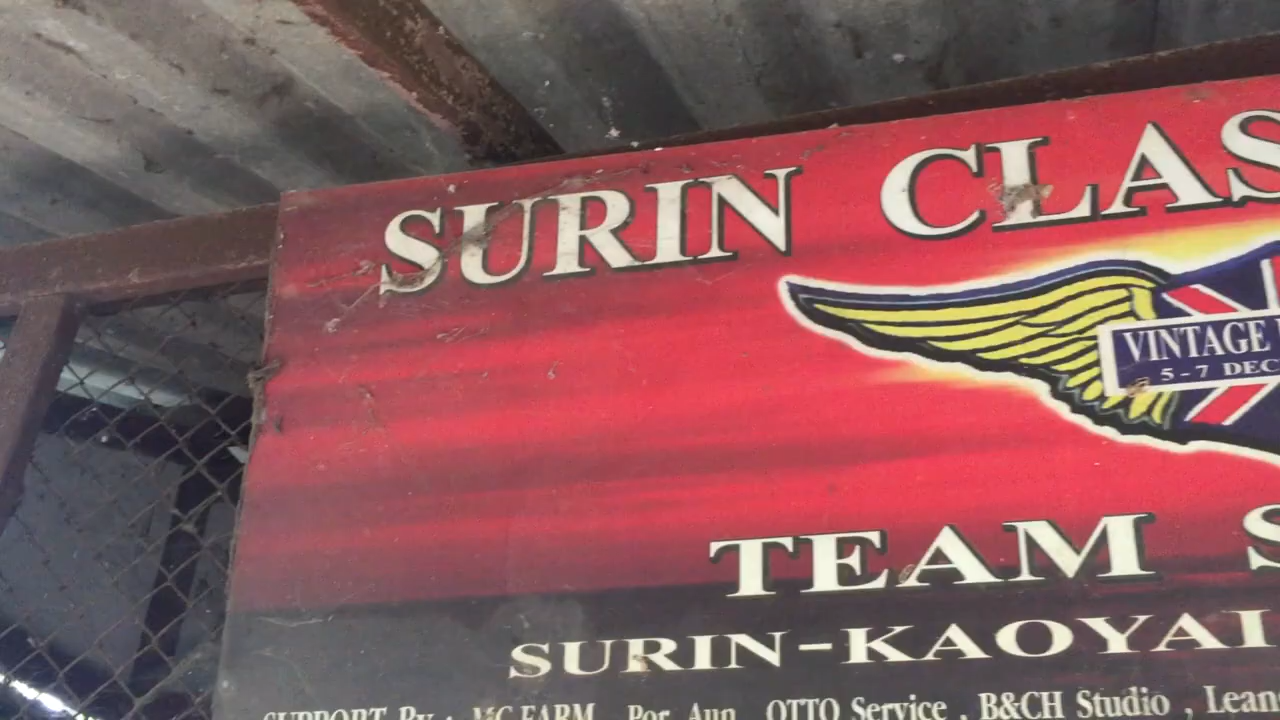 SURIN CLAS
VINTAGE
5-7 DEC
TEAM S
SURIN-KAOYAI
SUPPORT By : MC FARM Por Aun OTTO Service , B&CH Studio , Lean